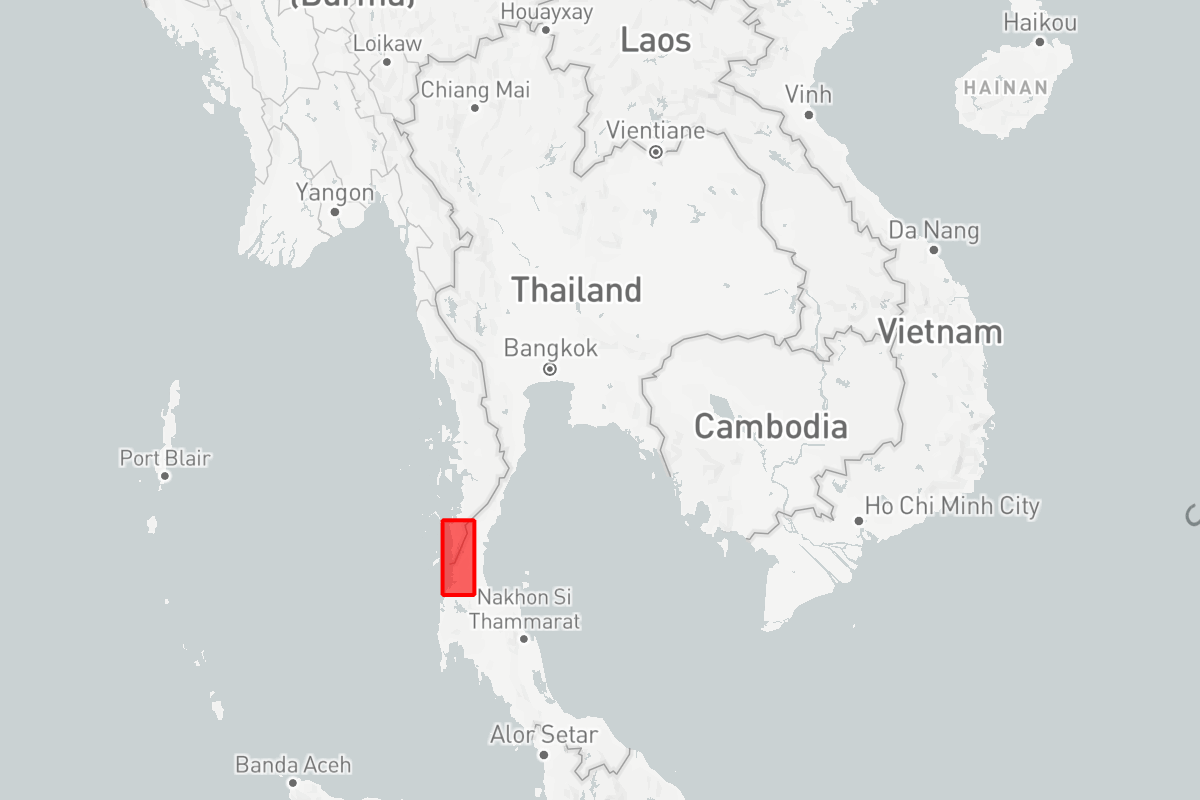 (Burma)
Houayxay
Haikou
Loikaw
Laos
HAINAN
Chiang Mai
Vinh
Vientiane
Yangon
Da Nang
Thailand
Vietnam
Bangkok
Cambodia
Port Blair
Ho Chi Minh City
Nakhon Si
Thammarat
Alor Setar
Banda Aceh